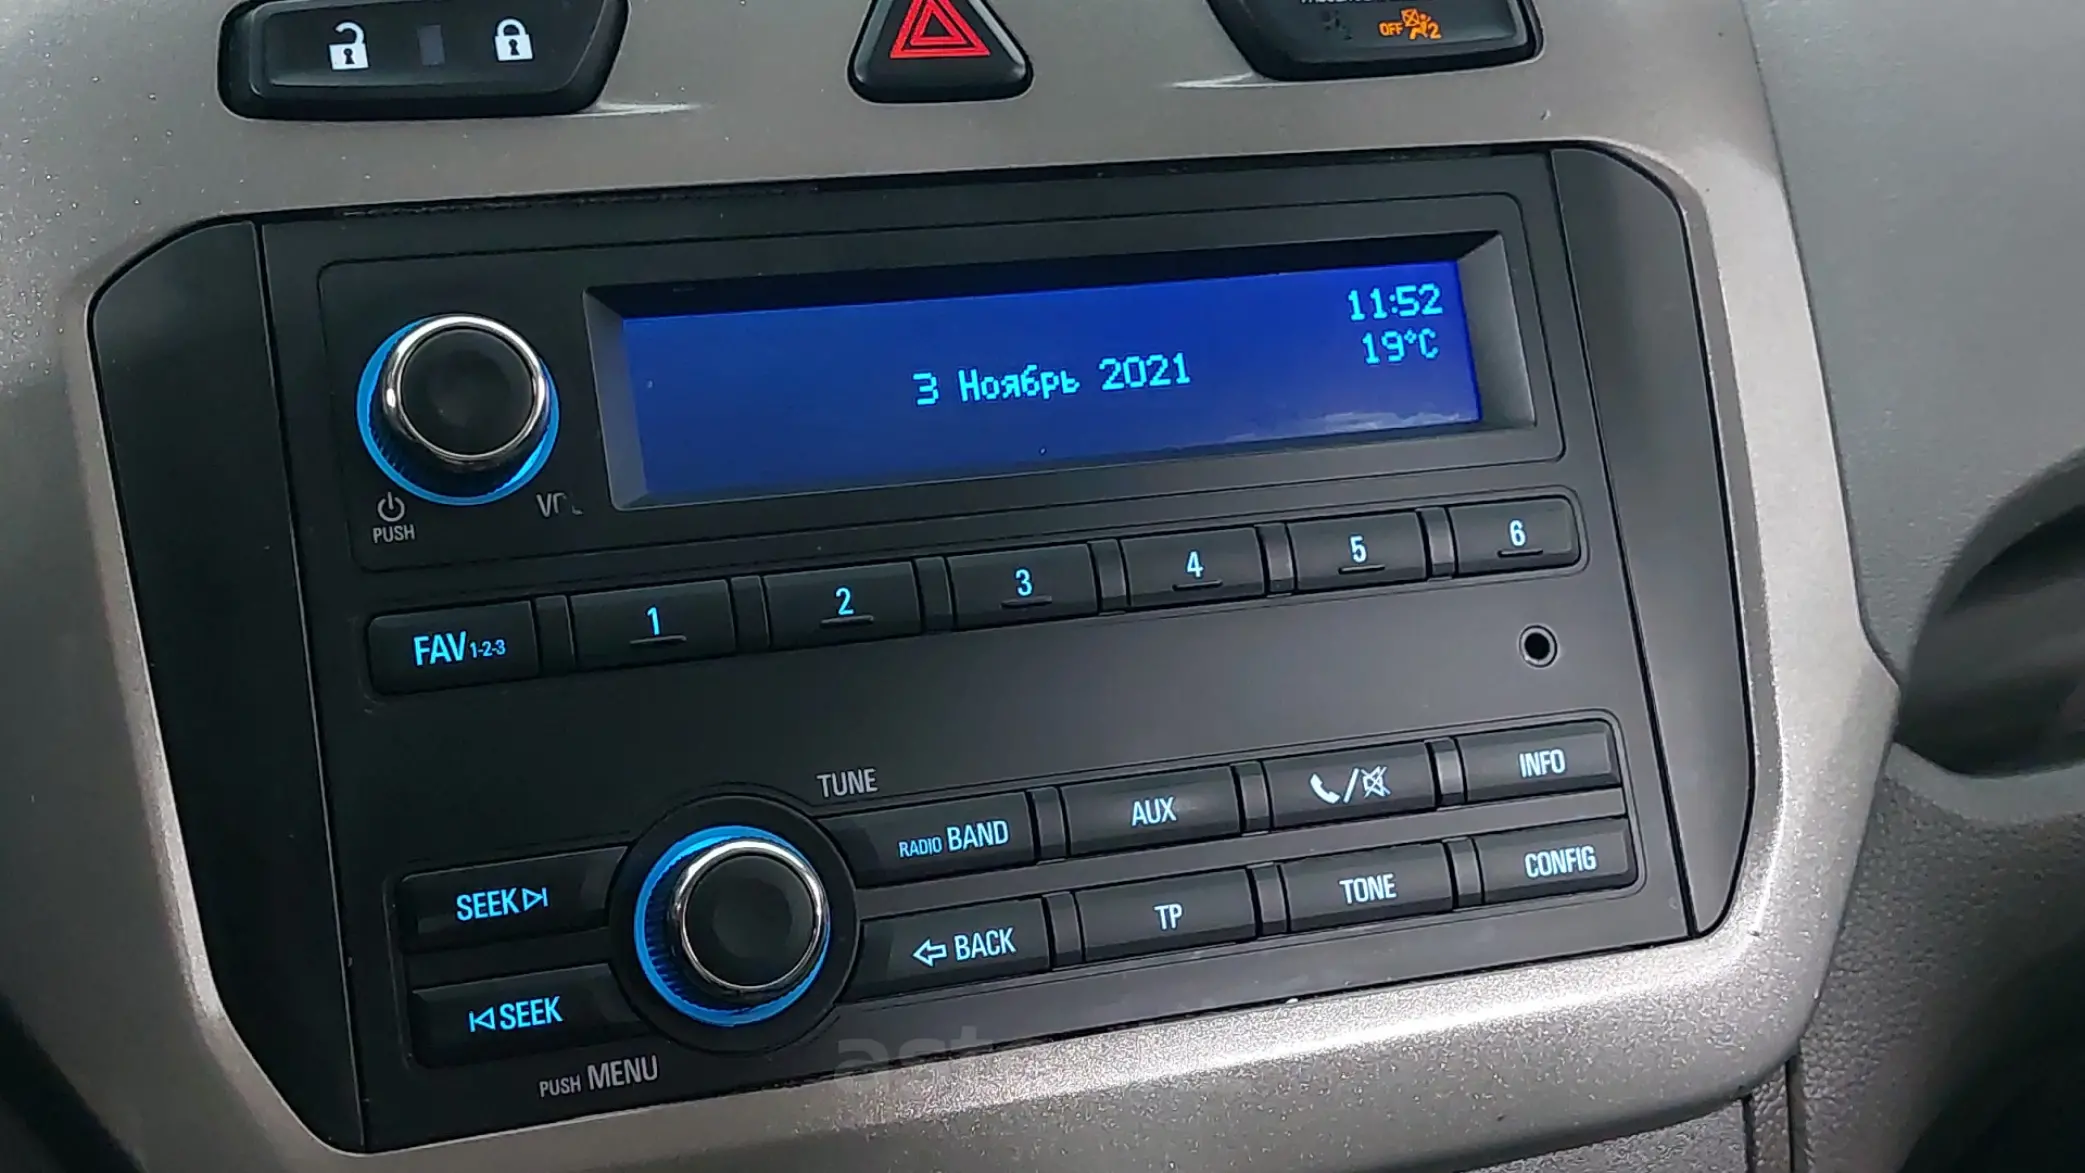 OFF 2
11:52
19°C
3 Ноябрь 2021
PUSH
FAV 1-2-3
1
2
3
4
5
6
TUNE
RADIO BAND
AUX
INFO
SEEK
BACK
TP
TONE
CONFIG
SEEK
PUSH MENU